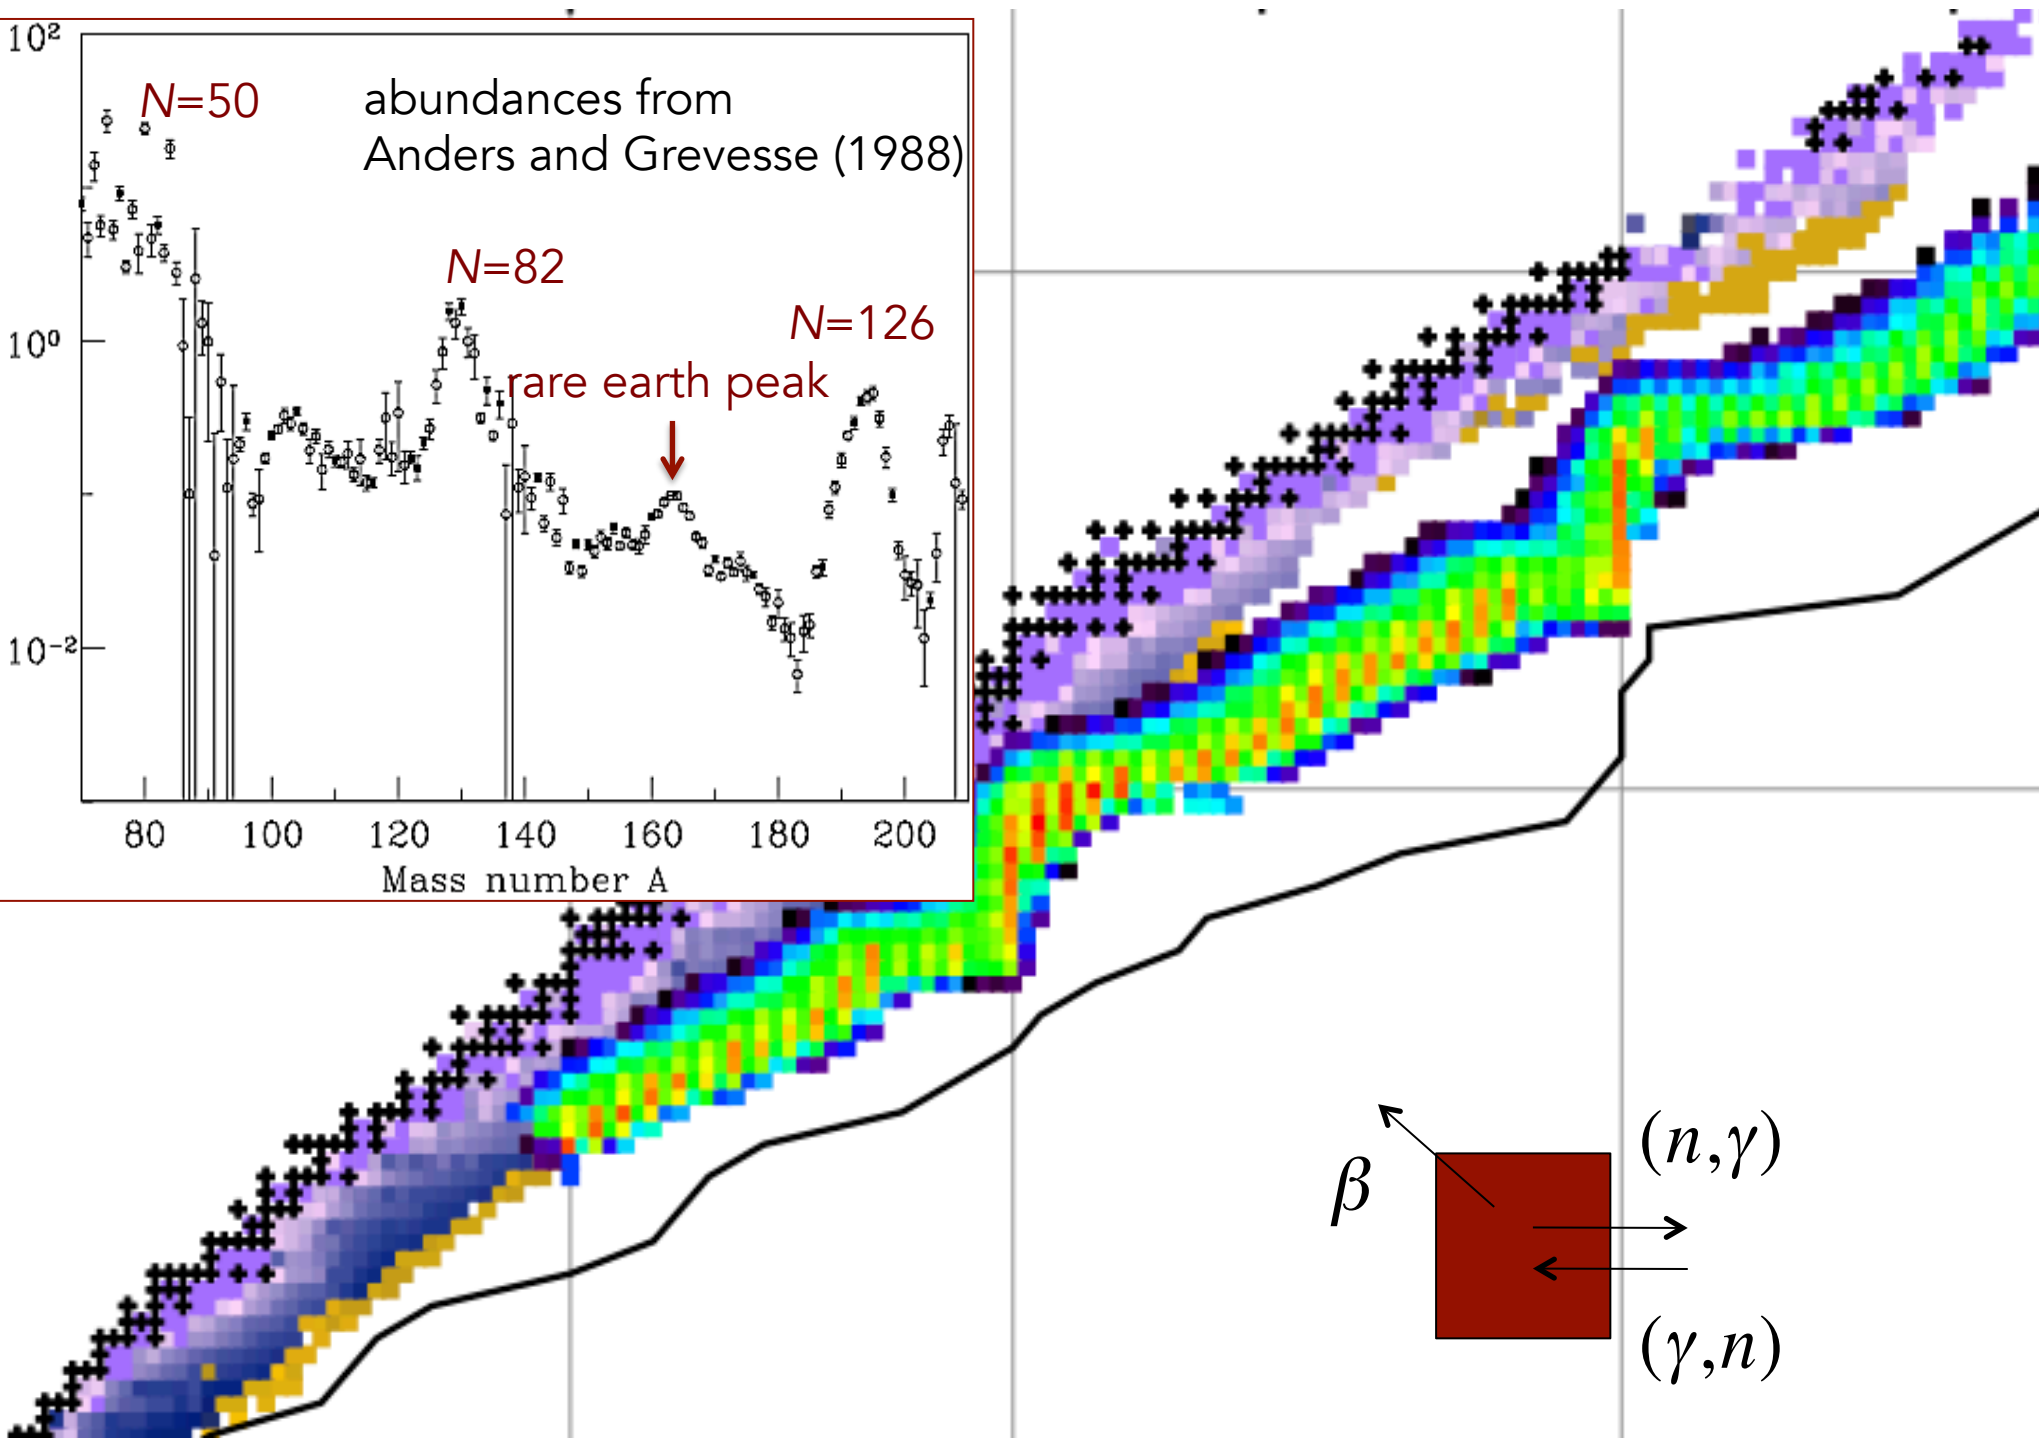 10²
N=50
abundances from
Anders and Grevesse (1988)
N=82
N=126
10⁰
rare earth peak
10⁻²
80 100 120 140 160 180 200
Mass number A
β
(n,γ)
(γ,n)